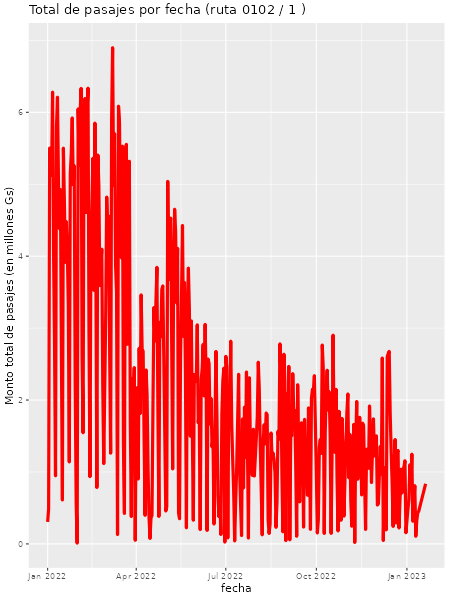 Total de pasajes por fecha (ruta 0102 / 1 )
Monto total de pasajes (en millones Gs)
6
4
2
0
Jan 2022
Apr 2022
Jul 2022
Oct 2022
Jan 2023
fecha